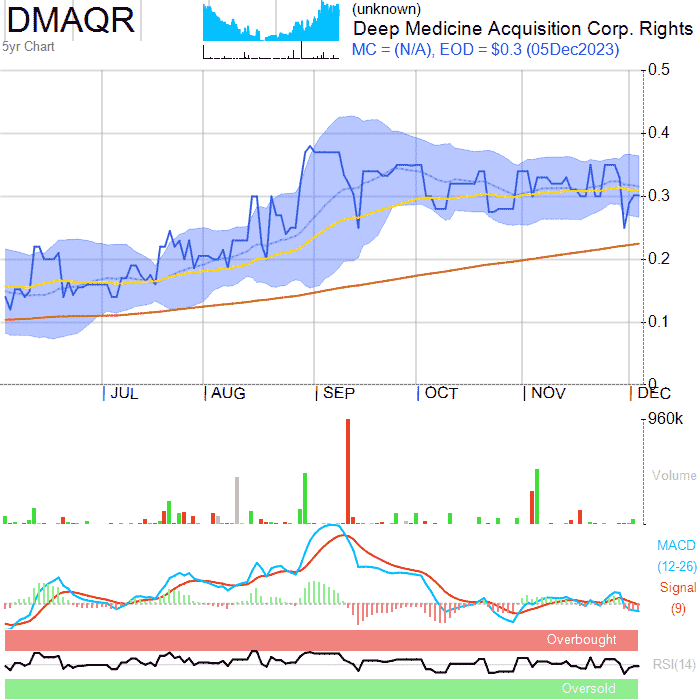 DMAQR
5yr Chart
(unknown)
Deep Medicine Acquisition Corp. Rights
MC = (N/A), EOD = $0.3 (05Dec2023)
0.5
0.4
0.3
0.2
0.1
0
JUL AUG SEP OCT NOV DEC
960k
Volume
MACD
(12-26)
Signal
(9)
Overbought
RSI(14)
Oversold